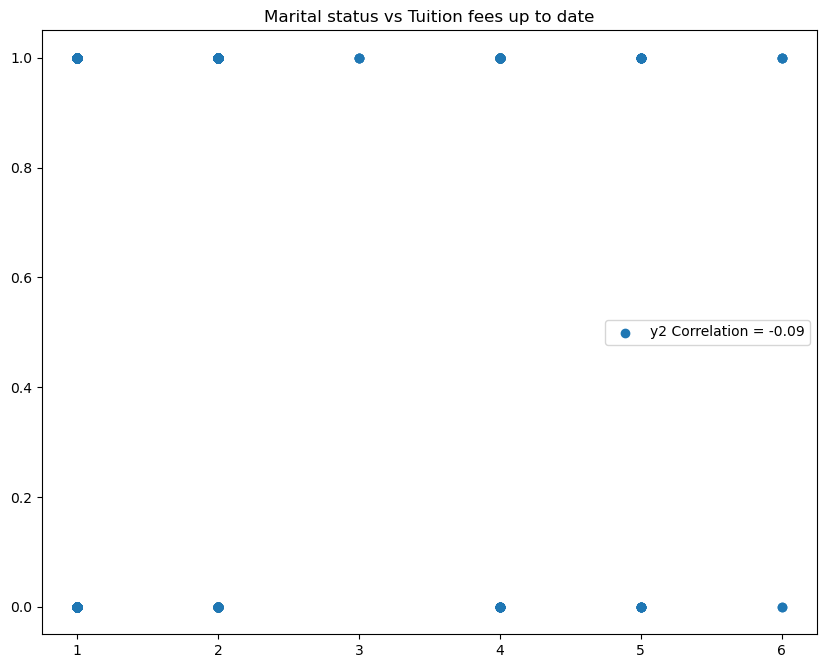 Marital status vs Tuition fees up to date
1.0
0.8
0.6
0.4
0.2
0.0
y2 Correlation = -0.09
1 2 3 4 5 6